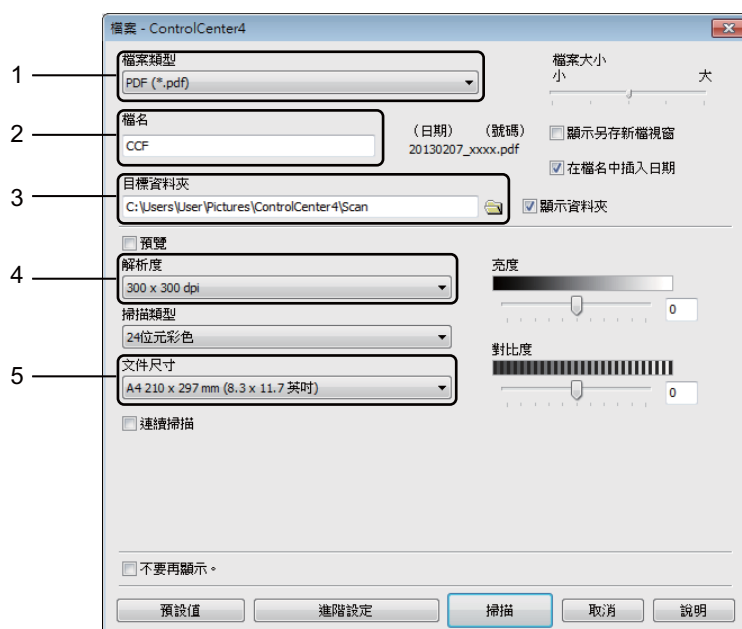 檔案 - ControlCenter4
1
檔案類型
PDF (*.pdf)
檔案大小
小 大
2
檔名
CCF
(日期) (號碼)
20130207_xxxx.pdf
顯示另存新檔視窗
在檔名中插入日期
3
目標資料夾
C:\Users\User\Pictures\ControlCenter4\Scan
顯示資料夾
預覽
4
解析度
300 x 300 dpi
亮度
0
掃描類型
24位元彩色
對比度
0
5
文件尺寸
A4 210 x 297 mm (8.3 x 11.7 英吋)
連續掃描
不要再顯示。
預設值 進階設定 掃描 取消 說明